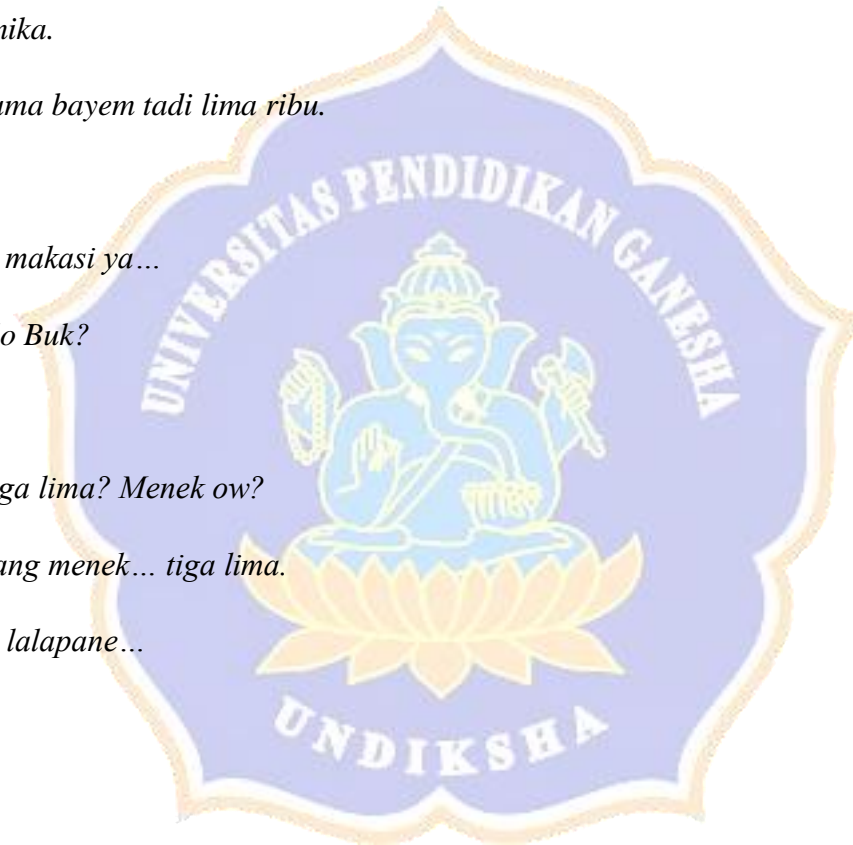 nika.
ma bayem tadi lima ribu.
makasi ya…
o Buk?
ga lima? Menek ow?
ang menek… tiga lima.
lalapane…
UNIVERSITAS PENDIDIKAN GANESHA
UNDIKSHA